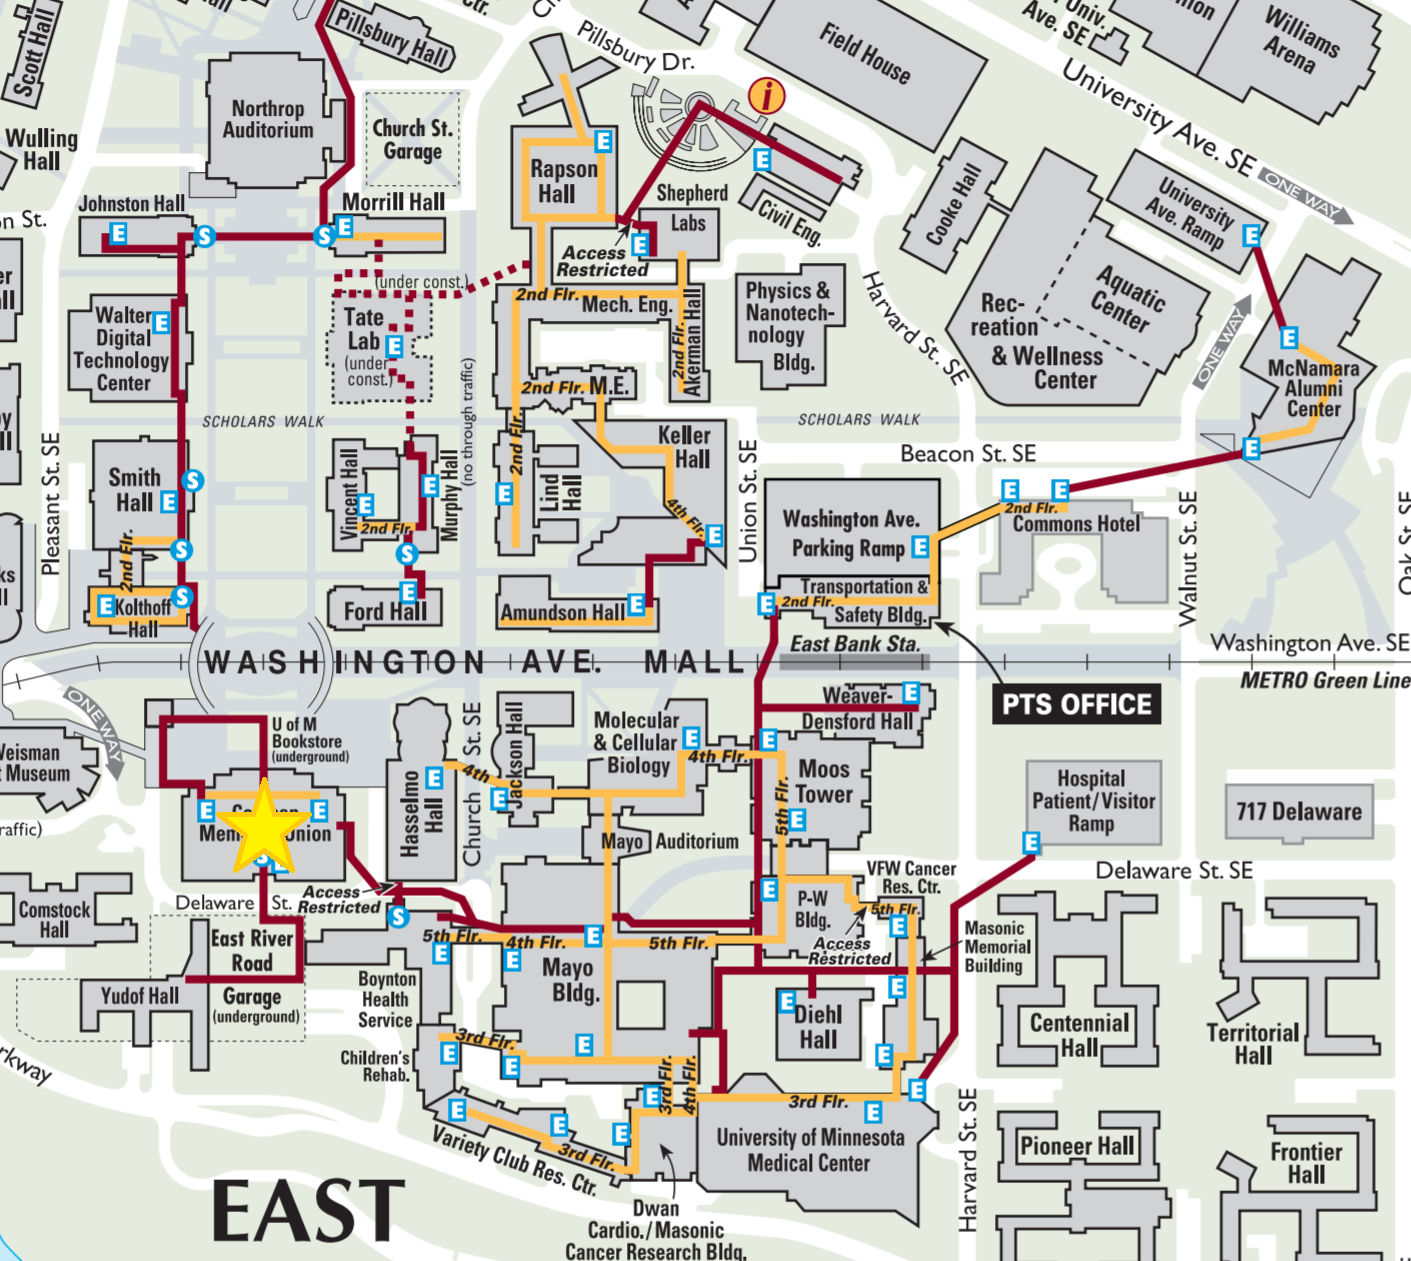 Scott Hall
Hall
Pillsbury Hall
Ctr.
Pillsbury Dr.
Field House
Univ.
Ave. SE
University Ave. SE
ONE WAY
Williams
Arena
Northrop
Auditorium
Church St.
Garage
Wulling
Hall
Rapson
Hall
E
i
E
Shepherd
Labs
E
Civil Eng.
Cooke Hall
University
Ave. Ramp
E
Johnston Hall
E
S
S
Morrill Hall
E
on St.
Access
Restricted
(under const.)
2nd Flr.
Mech. Eng.
Akerman Hall
2nd Flr.
Physics &
Nanotech-
nology
Bldg.
Harvard St. SE
Rec-
reation
& Wellness
Center
Aquatic
Center
ONE WAY
E
McNamara
Alumni
Center
E
Walter
Digital
Technology
Center
E
Tate
Lab
(under
const.)
E
(no through traffic)
2nd Flr.
M.E.
SCHOLARS WALK
SCHOLARS WALK
Pleasant St. SE
Smith
Hall
E
S
S
2nd Flr.
Vincent Hall
E
2nd Flr.
Murphy Hall
E
S
2nd Flr.
Lind
Hall
E
Keller
Hall
4th Flr.
E
Union St. SE
Beacon St. SE
Washington Ave.
Parking Ramp
E
E
E
2nd Flr.
Commons Hotel
Walnut St. SE
Oak St. SE
Transportation &
2nd Flr.
Safety Bldg.
E
E
Kolthoff
Hall
S
E
Ford Hall
Amundson Hall
E
East Bank Sta.
WASHINGTON AVE. MALL
Washington Ave. SE
METRO Green Line
PTS OFFICE
ONE WAY
Weisman
t Museum
U of M
Bookstore
(underground)
E
E
Union
S
raffic)
Hasselmo
Hall
E
Church St. SE
4th
Jackson Hall
E
Molecular
& Cellular
Biology
E
4th Flr.
Weaver-
Densford Hall
E
E
Moos
Tower
5th Flr.
E
Hospital
Patient/Visitor
Ramp
E
717 Delaware
Mayo
Auditorium
Delaware St. SE
Delaware St.
Access
Restricted
S
VFW Cancer
Res. Ctr.
5th Flr.
E
P-W
Bldg.
E
Access
Restricted
Masonic
Memorial
Building
E
Comstock
Hall
East River
Road
Garage
(underground)
Yudof Hall
5th Flr.
4th Flr.
E
5th Flr.
E
E
Mayo
Bldg.
E
Boynton
Health
Service
E
Diehl
Hall
Centennial
Hall
Territorial
Hall
Children's
Rehab.
E
3rd Flr.
E
3rd Flr.
4th Flr.
E
3rd Flr.
E
E
E
University of Minnesota
Medical Center
Harvard St. SE
Pioneer Hall
Frontier
Hall
rkway
E
E
E
3rd Flr.
Variety Club Res. Ctr.
EAST
Dwan
Cardio./Masonic
Cancer Research Bldg.